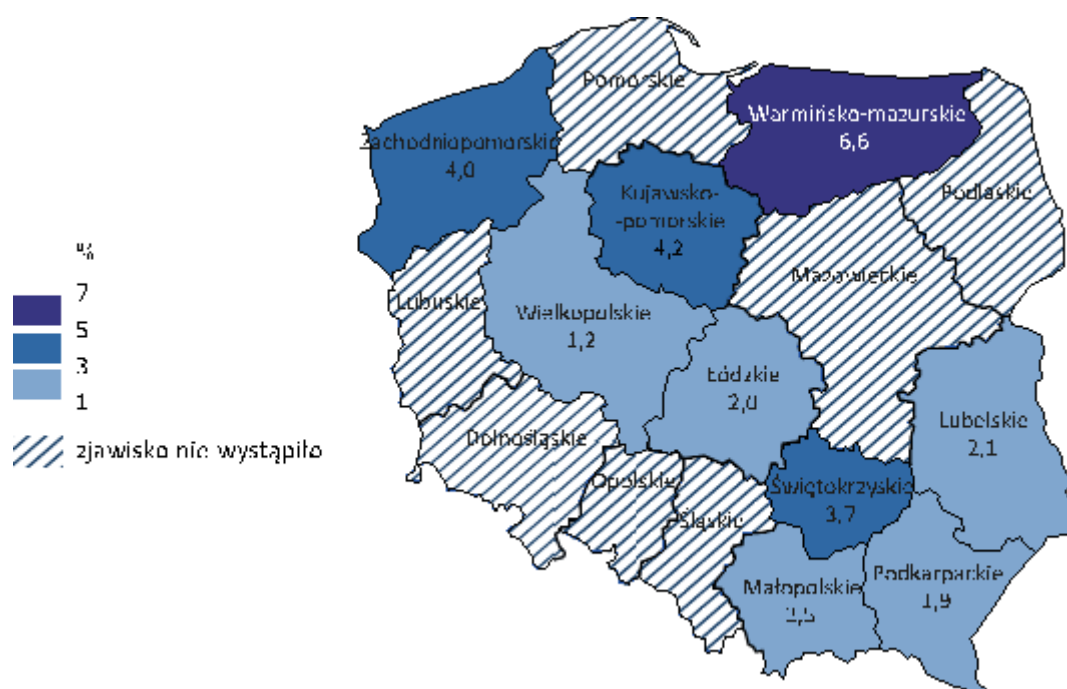 Pomorskie
Warmińsko-mazurskie
6,6
Zachodniopomorskie
4,0
Podlaskie
Kujawsko-
-pomorskie
4,2
Mazowieckie
Lubuskie
Wielkopolskie
1,2
Łódzkie
2,0
Lubelskie
2,1
Dolnośląskie
Opolskie
Śląskie
Świętokrzyskie
3,7
Małopolskie
Podkarpackie
1,9
%
7
5
3
1
zjawisko nie wystąpiło